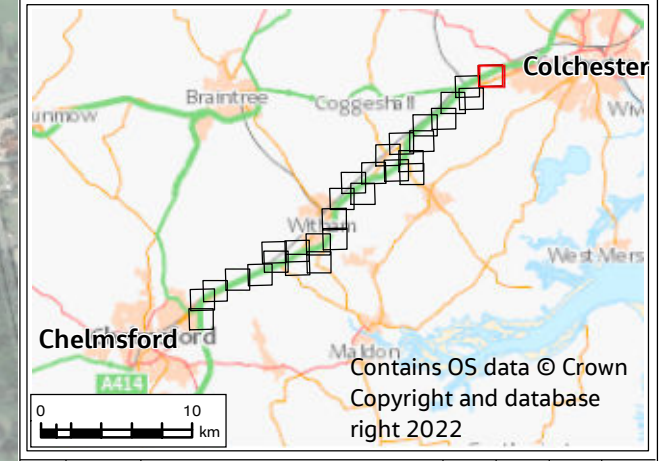 Colchester
Braintree
Coggeshall
unmow
Wiv
Witham
West Mers
Chelmsford
Maldon
A414
Contains OS data © Crown
Copyright and database
right 2022
0 10
km